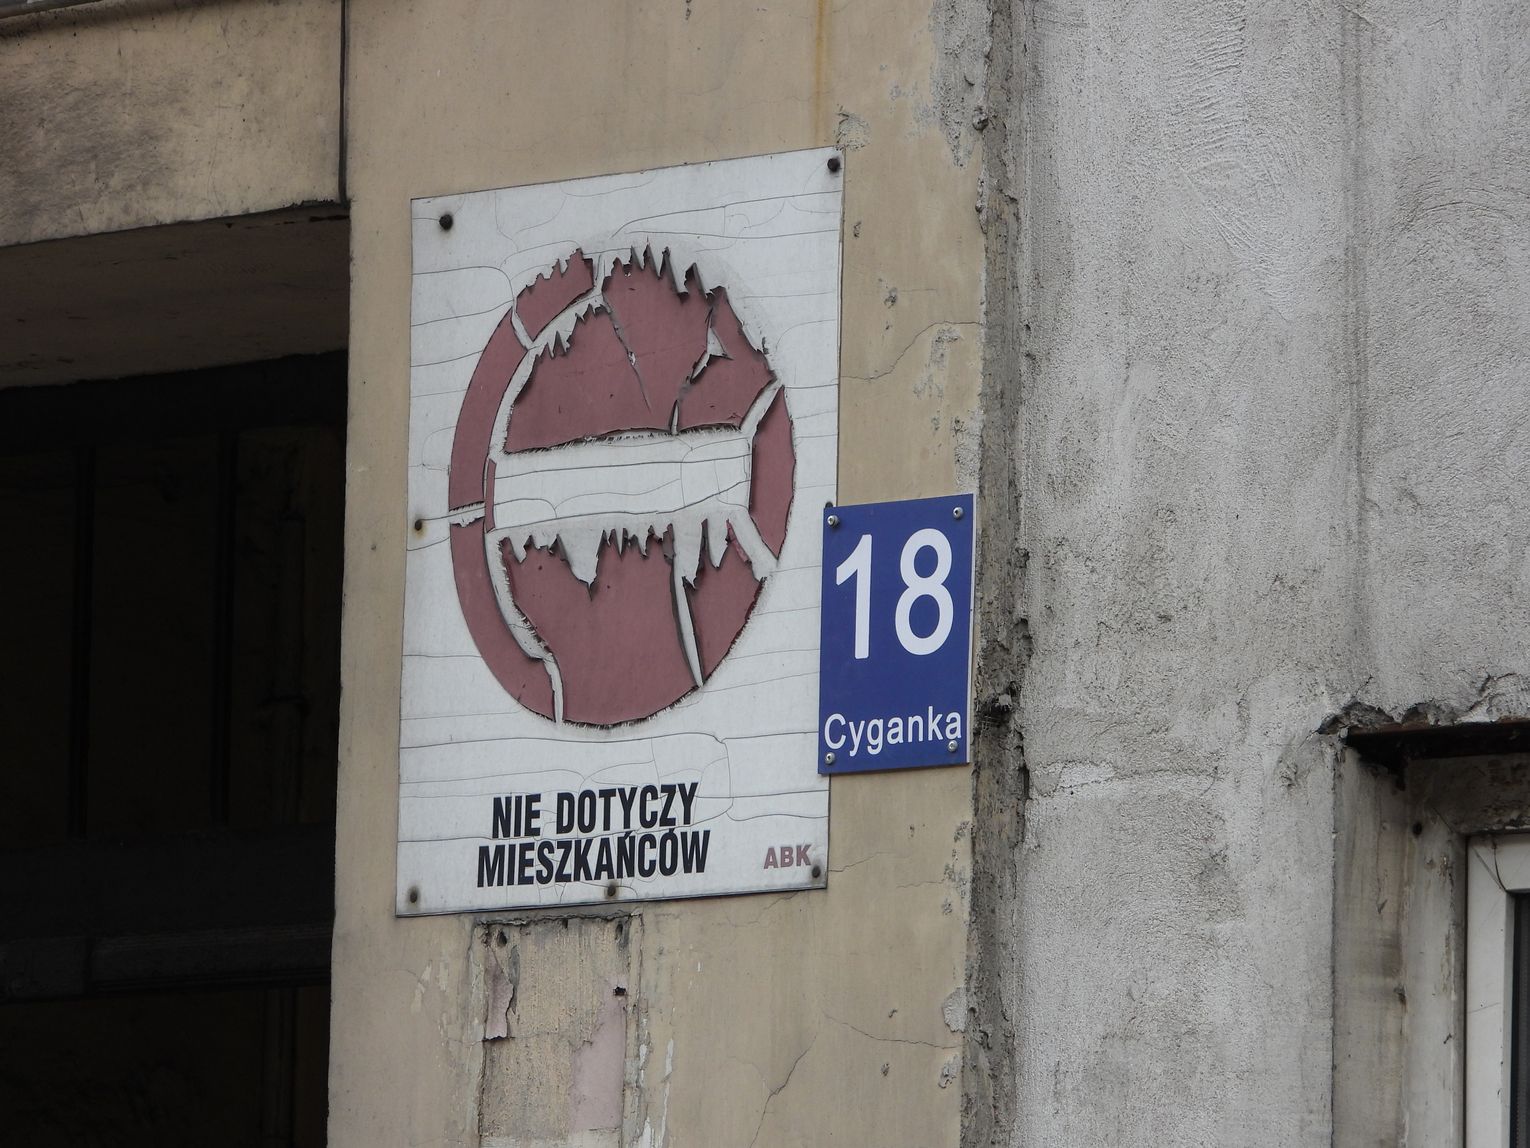 NIE DOTYCZY
MIESZKAŃCÓW
ABK
18
Cyganka